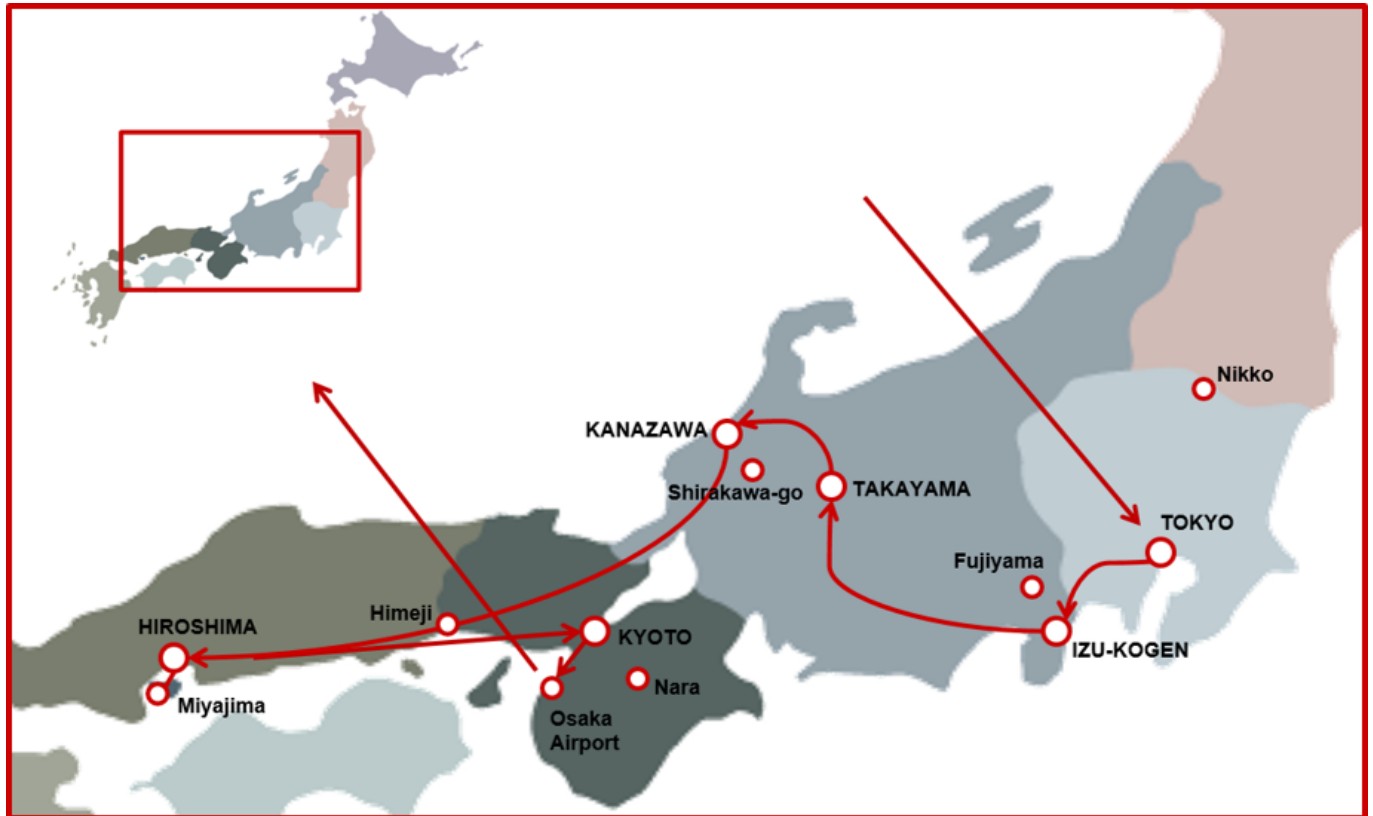 Nikko
KANAZAWA
Shirakawa-go
TAKAYAMA
TOKYO
Fujiyama
Himeji
HIROSHIMA
KYOTO
IZU-KOGEN
Nara
Miyajima
Osaka
Airport